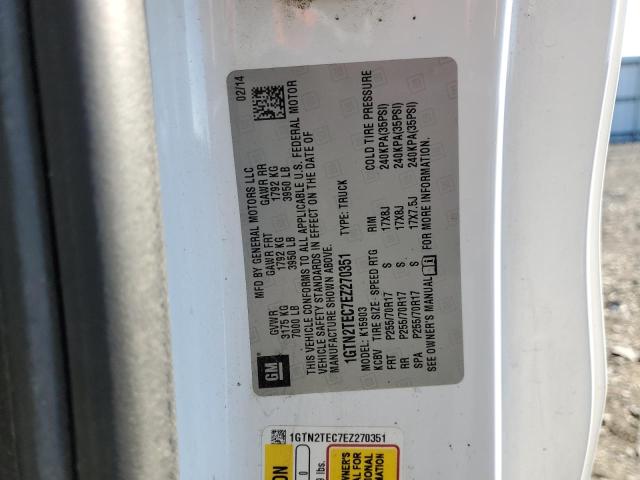 MFD BY GENERAL MOTORS LLC 02/14
GVWR GAWR FRT GAWR RR
3175 KG 1792 KG 1792 KG
7000 LB 3950 LB 3950 LB
THIS VEHICLE CONFORMS TO ALL APPLICABLE U.S. FEDERAL MOTOR
VEHICLE SAFETY STANDARDS IN EFFECT ON THE DATE OF
MANUFACTURE SHOWN ABOVE.
1GTN2TEC7EZ270351 TYPE: TRUCK
MODEL: K15903
KCBV TIRE SIZE: SPEED RTG RIM COLD TIRE PRESSURE
FRT P255/70R17 S 17X8J 240KPA(35PSI)
RR P255/70R17 S 17X8J 240KPA(35PSI)
SPA P255/70R17 S 17X7.5J 240KPA(35PSI)
SEE OWNER'S MANUAL FOR MORE INFORMATION.
GM
1GTN2TEC7EZ270351
0
lbs.